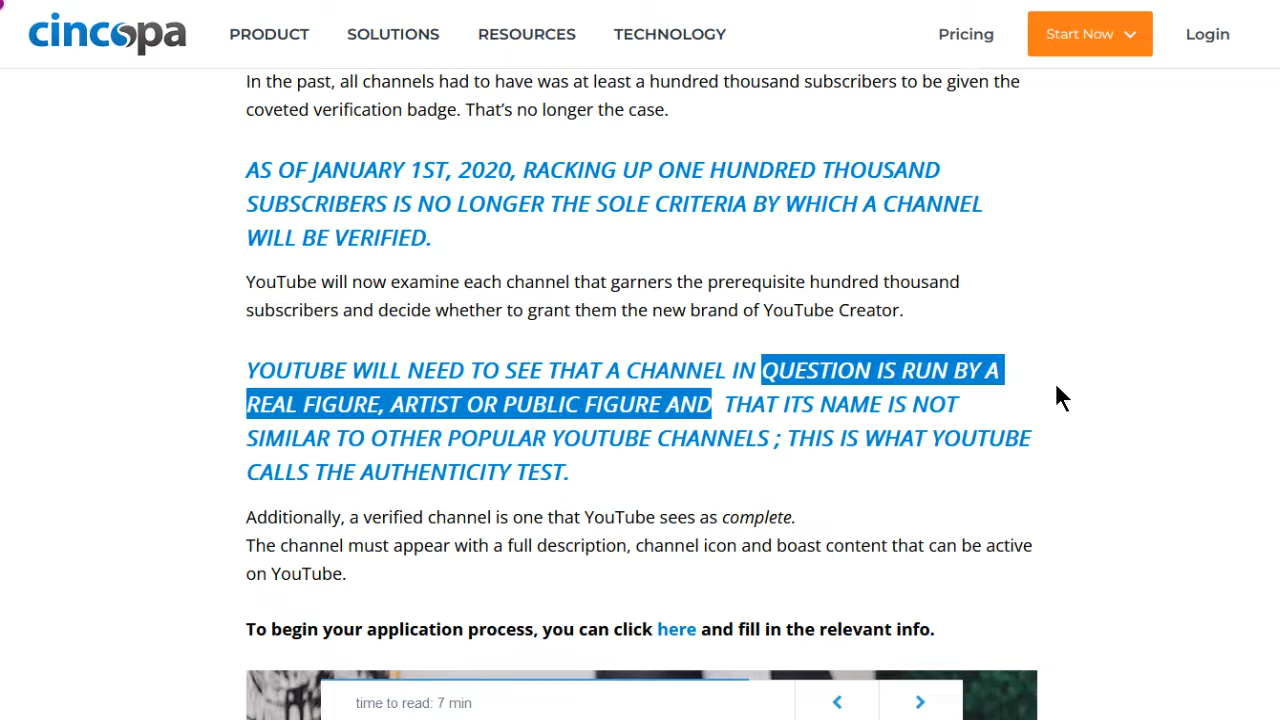 cincopa PRODUCT SOLUTIONS RESOURCES TECHNOLOGY Pricing Start Now Login
In the past, all channels had to have was at least a hundred thousand subscribers to be given the
coveted verification badge. That's no longer the case.
AS OF JANUARY 1ST, 2020, RACKING UP ONE HUNDRED THOUSAND
SUBSCRIBERS IS NO LONGER THE SOLE CRITERIA BY WHICH A CHANNEL
WILL BE VERIFIED.
YouTube will now examine each channel that garners the prerequisite hundred thousand
subscribers and decide whether to grant them the new brand of YouTube Creator.
YOUTUBE WILL NEED TO SEE THAT A CHANNEL IN QUESTION IS RUN BY A
REAL FIGURE, ARTIST OR PUBLIC FIGURE AND THAT ITS NAME IS NOT
SIMILAR TO OTHER POPULAR YOUTUBE CHANNELS ; THIS IS WHAT YOUTUBE
CALLS THE AUTHENTICITY TEST.
Additionally, a verified channel is one that YouTube sees as complete.
The channel must appear with a full description, channel icon and boast content that can be active
on YouTube.
To begin your application process, you can click here and fill in the relevant info.
time to read: 7 min